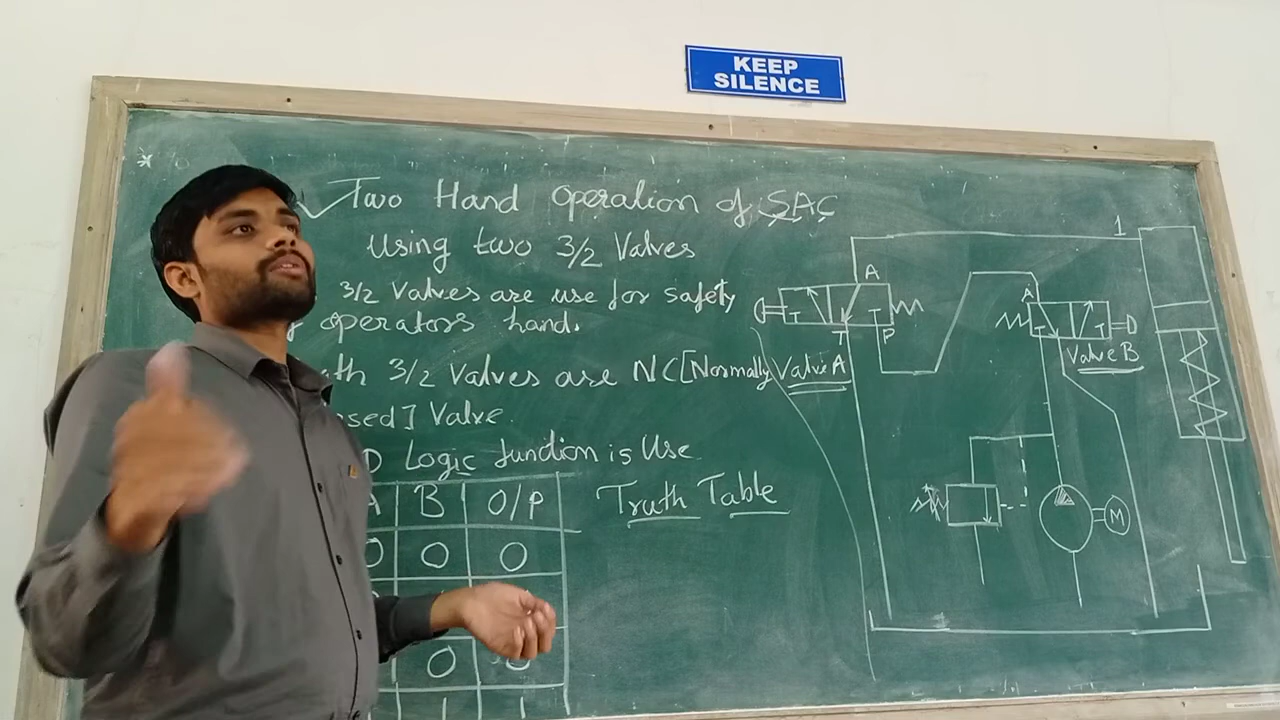 KEEP
SILENCE
Two Hand Operation of SAC
Using two 3/2 Valves
3/2 Valves are use for Safety
operators hand.
3/2 Valves are NC [Normally
] Valve.
Logic function is Use
A B O/P
0 0 0
0
1 1
Truth Table
A
T T
T P
Valve A
A
T T
Valve B
1
M